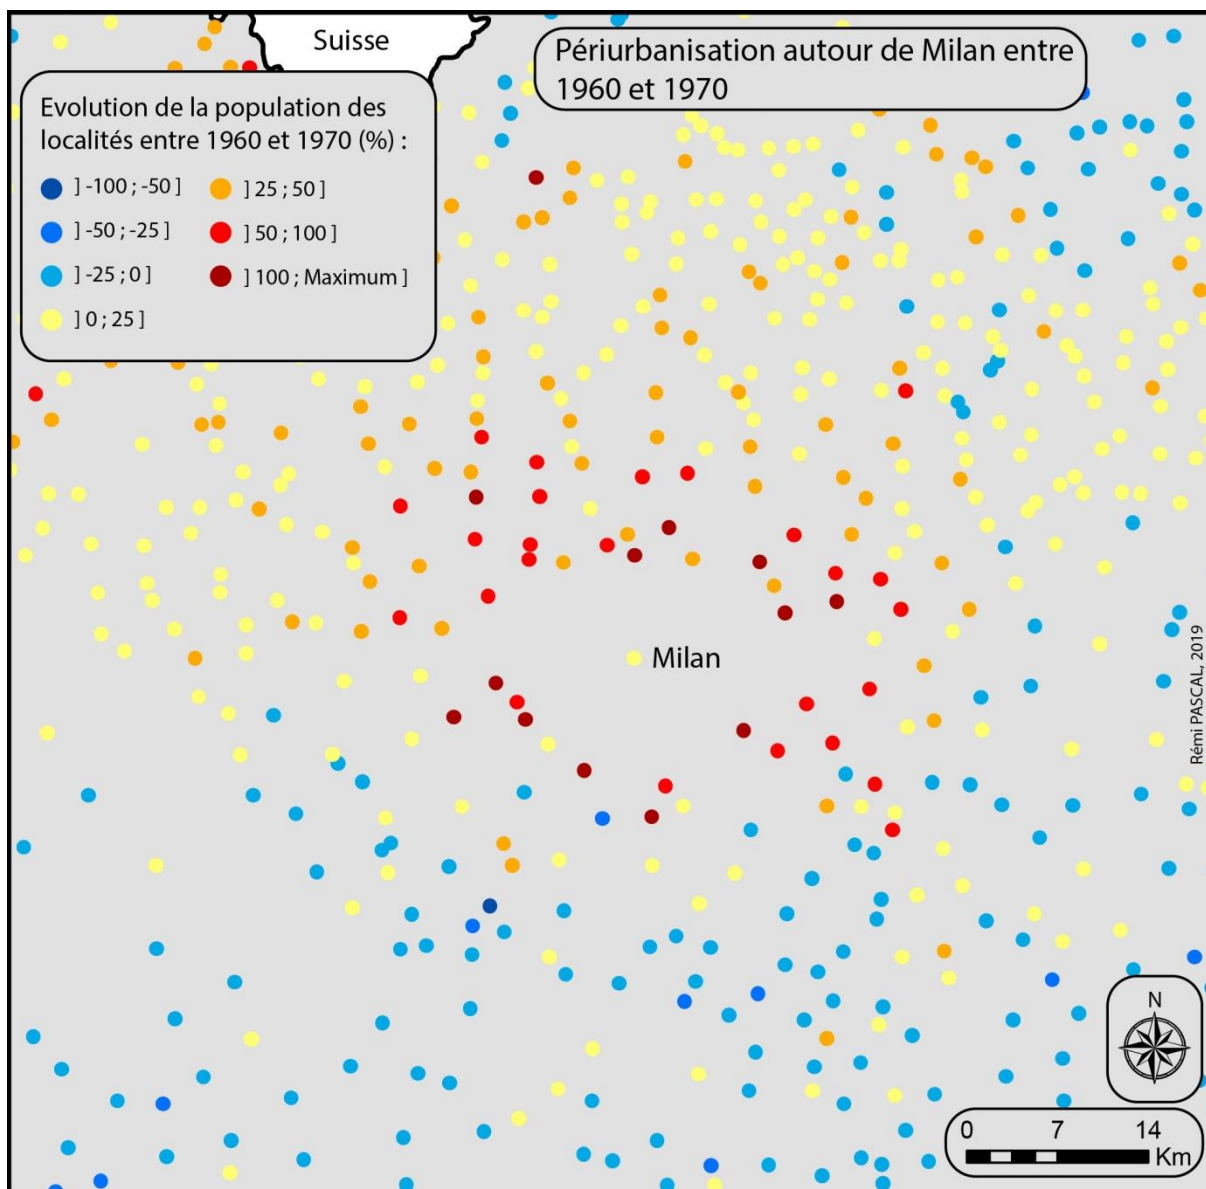 Suisse
Périurbanisation autour de Milan entre
1960 et 1970
Evolution de la population des
localités entre 1960 et 1970 (%) :
] -100 ; -50 ]
] 25 ; 50 ]
] -50 ; -25 ]
] 50 ; 100 ]
] -25 ; 0 ]
] 100 ; Maximum ]
] 0 ; 25 ]
Milan
Rémi PASCAL, 2019
N
0 7 14
Km